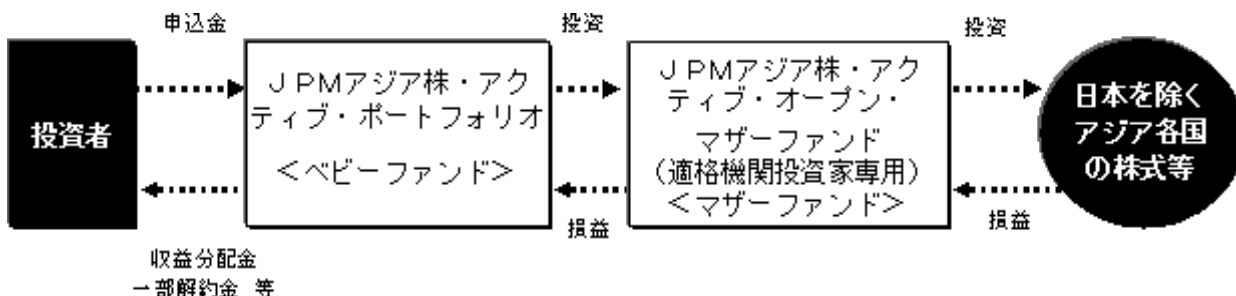 申込金
投資
投資
投資者
ＪＰＭアジア株・アク
ティブ・ポートフォリオ
＜ベビーファンド＞
ＪＰＭアジア株・アク
ティブ・オープン・
マザーファンド
（適格機関投資家専用）
＜マザーファンド＞
日本を除く
アジア各国
の株式等
損益
損益
収益分配金
一部解約金 等